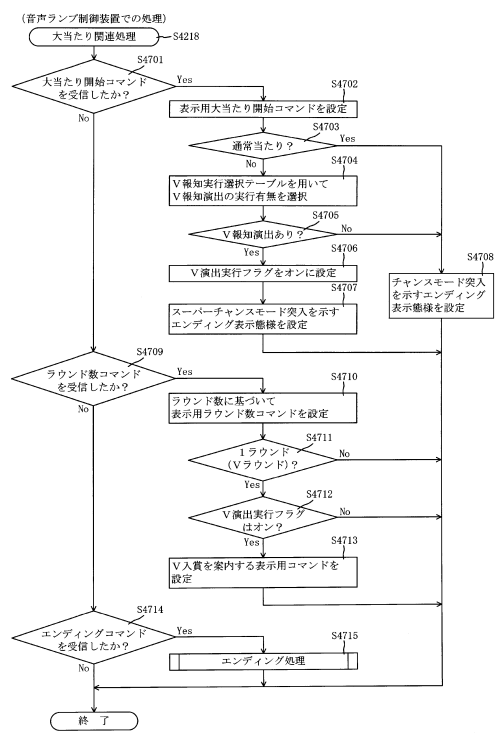 (音声ランプ制御装置での処理)
大当たり関連処理
S4218
S4701
大当たり開始コマンド
を受信したか?
Yes
No
S4702
表示用大当たり開始コマンドを設定
S4703
通常当たり?
Yes
No
S4704
V報知実行選択テーブルを用いて
V報知演出の実行有無を選択
S4705
V報知演出あり?
No
Yes
S4706
V演出実行フラグをオンに設定
S4707
スーパーチャンスモード突入を示す
エンディング表示態様を設定
S4708
チャンスモード突入
を示すエンディング
表示態様を設定
S4709
ラウンド数コマンド
を受信したか?
Yes
No
S4710
ラウンド数に基づいて
表示用ラウンド数コマンドを設定
S4711
1ラウンド
(Vラウンド)?
No
Yes
S4712
V演出実行フラグ
はオン?
No
Yes
S4713
V入賞を案内する表示用コマンドを
設定
S4714
エンディングコマンド
を受信したか?
Yes
No
S4715
エンディング処理
終 了